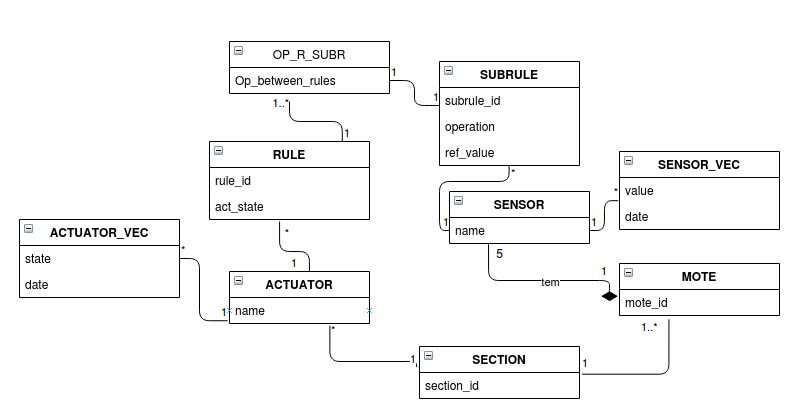 OP_R_SUBR
Op_between_rules
1
1
1..*
1
SUBRULE
subrule_id
operation
ref_value
*
RULE
rule_id
act_state
*
1
SENSOR_VEC
value
date
*
SENSOR
name
1
1
5
tem
1
ACTUATOR_VEC
state
date
*
1
ACTUATOR
name
*
MOTE
mote_id
1..*
SECTION
section_id
1
1